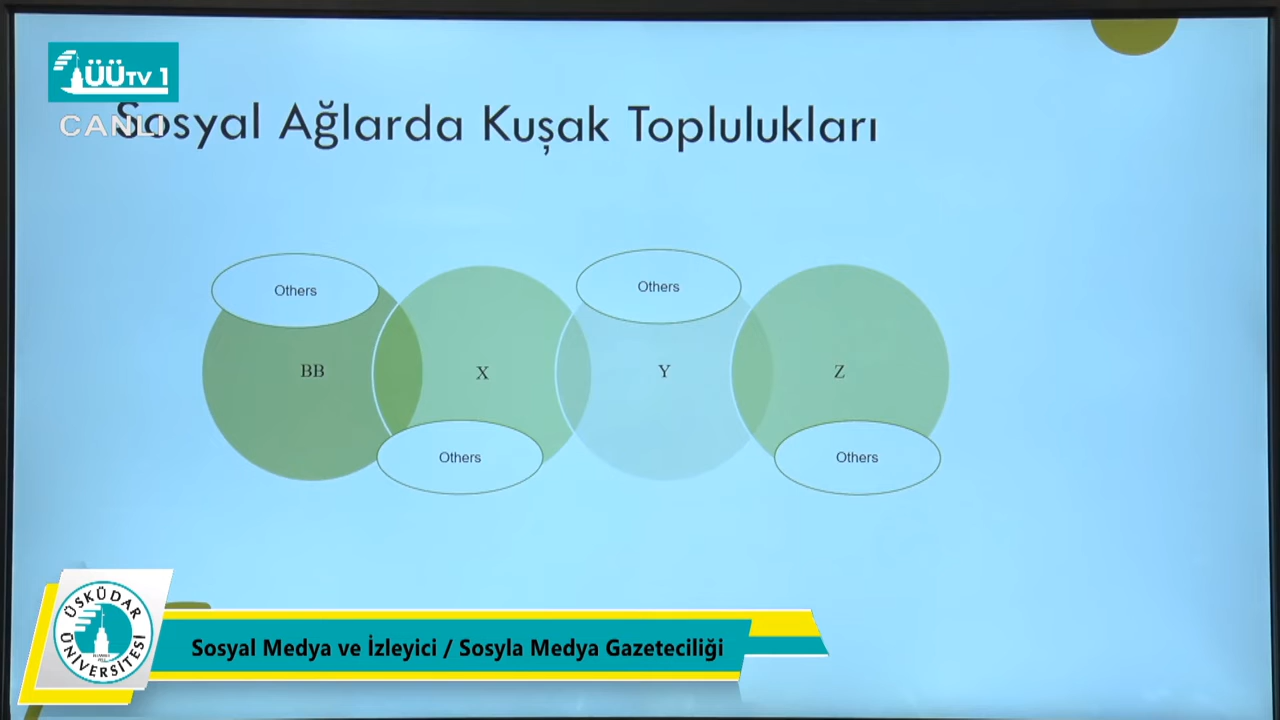 ÜÜTV 1
CANLI
Sosyal Ağlarda Kuşak Toplulukları
Others
Others
BB
X
Y
Z
Others
Others
ÜSKÜDAR
ÜNİVERSİTESİ
Sosyal Medya ve İzleyici / Sosyla Medya Gazeteciliği